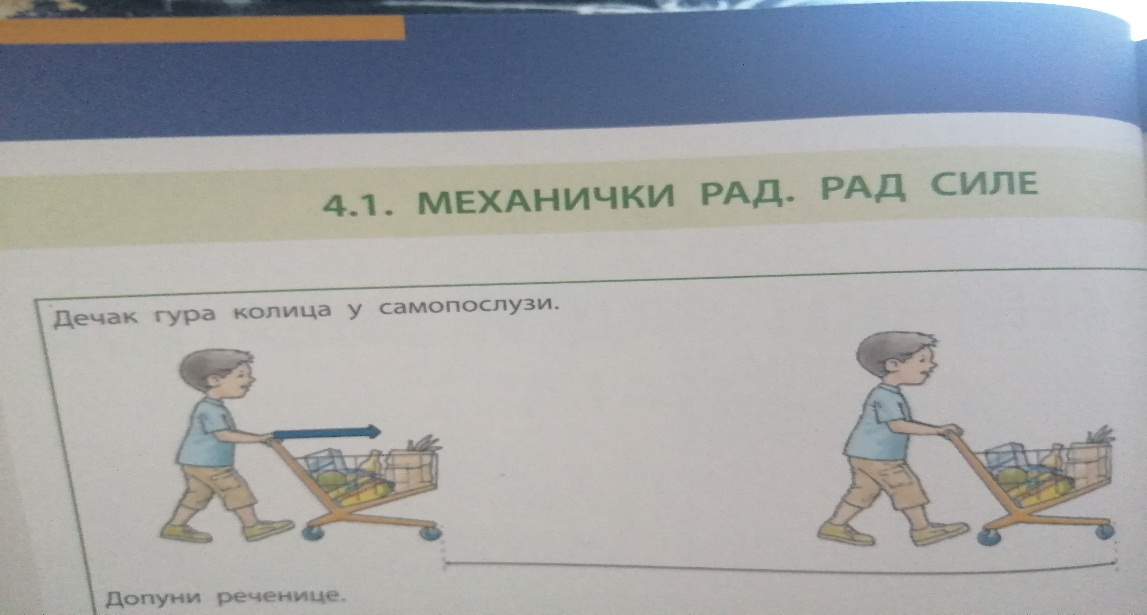 4.1. МЕХАНИЧКИ РАД. РАД СИЛЕ
Дечак гура колица у самопослузи.
Допуни реченице.